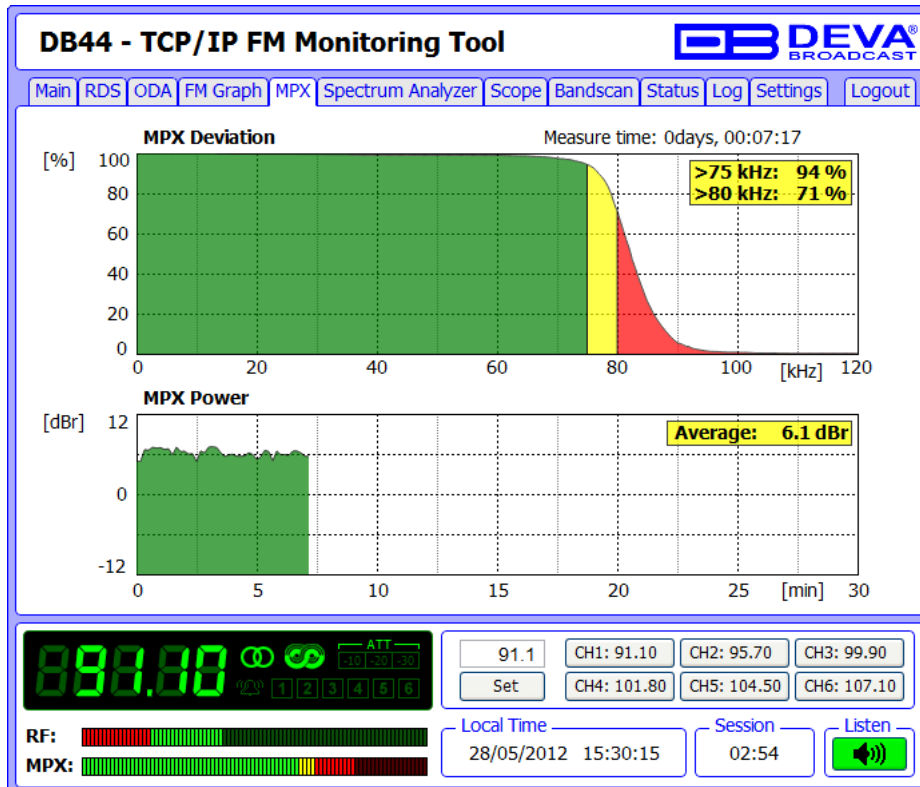 DB44 - TCP/IP FM Monitoring Tool
DB DEVA®
BROADCAST
Main RDS ODA FM Graph MPX Spectrum Analyzer Scope Bandscan Status Log Settings Logout
MPX Deviation Measure time: 0days, 00:07:17
[%] 100
>75 kHz: 94 %
>80 kHz: 71 %
80
60
40
20
0
0 20 40 60 80 100 [kHz] 120
MPX Power
[dBr] 12
Average: 6.1 dBr
0
-12
0 5 10 15 20 25 [min] 30
91.10
ATT
-10 -20 -30
1 2 3 4 5 6
91.1 CH1: 91.10 CH2: 95.70 CH3: 99.90
Set CH4: 101.80 CH5: 104.50 CH6: 107.10
RF:
MPX:
Local Time Session Listen
28/05/2012 15:30:15 02:54